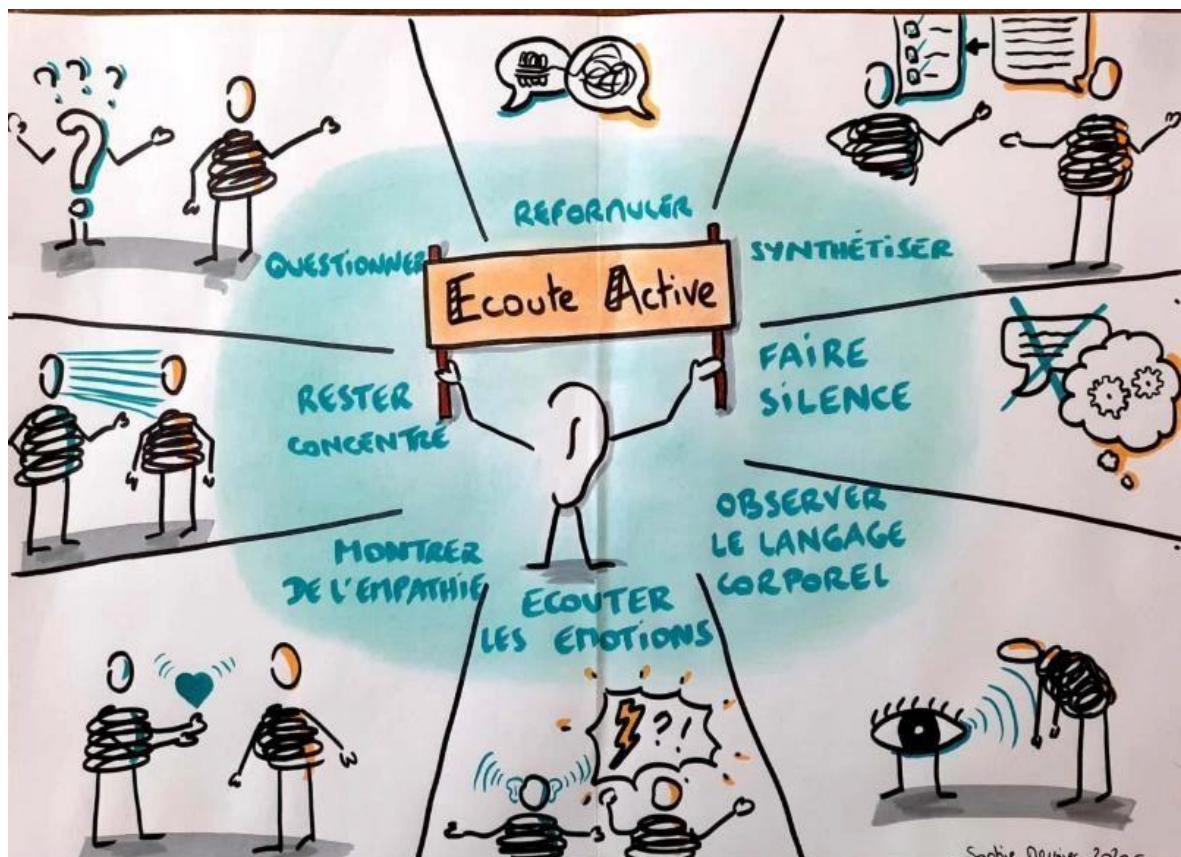 REFORMULER
QUESTIONNER
SYNTHÉTISER
Ecoute Active
RESTER
CONCENTRÉ
FAIRE
SILENCE
MONTRER
DE L'EMPATHIE
OBSERVER
LE LANGAGE
CORPOREL
ECOUTER
LES EMOTIONS
?!
Sophie